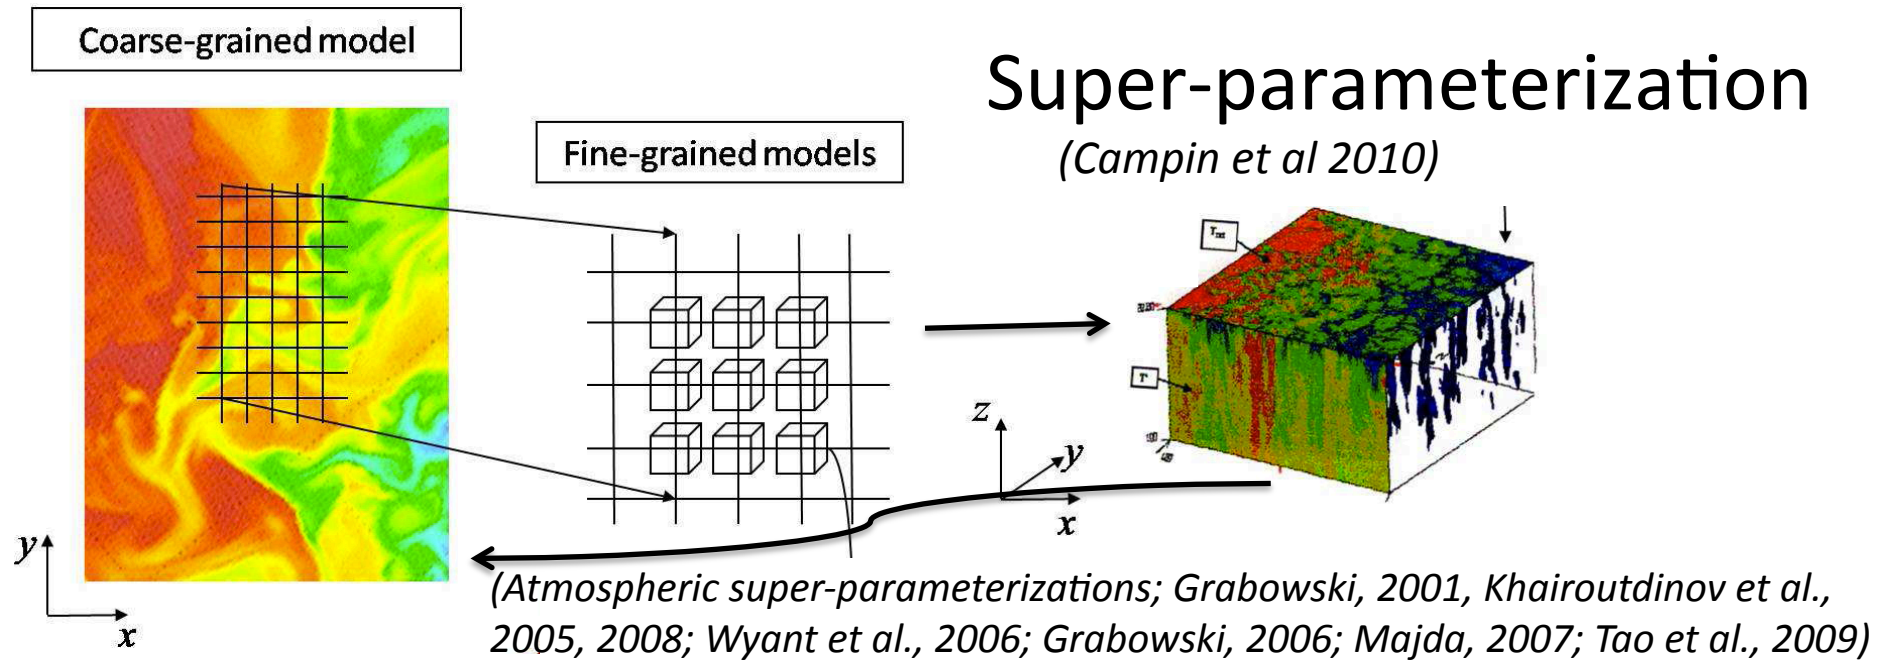 Coarse-grained model
Super-parameterization
Fine-grained models
(Campin et al 2010)
z
y
x
y
x
(Atmospheric super-parameterizations; Grabowski, 2001, Khairoutdinov et al.,
2005, 2008; Wyant et al., 2006; Grabowski, 2006; Majda, 2007; Tao et al., 2009)